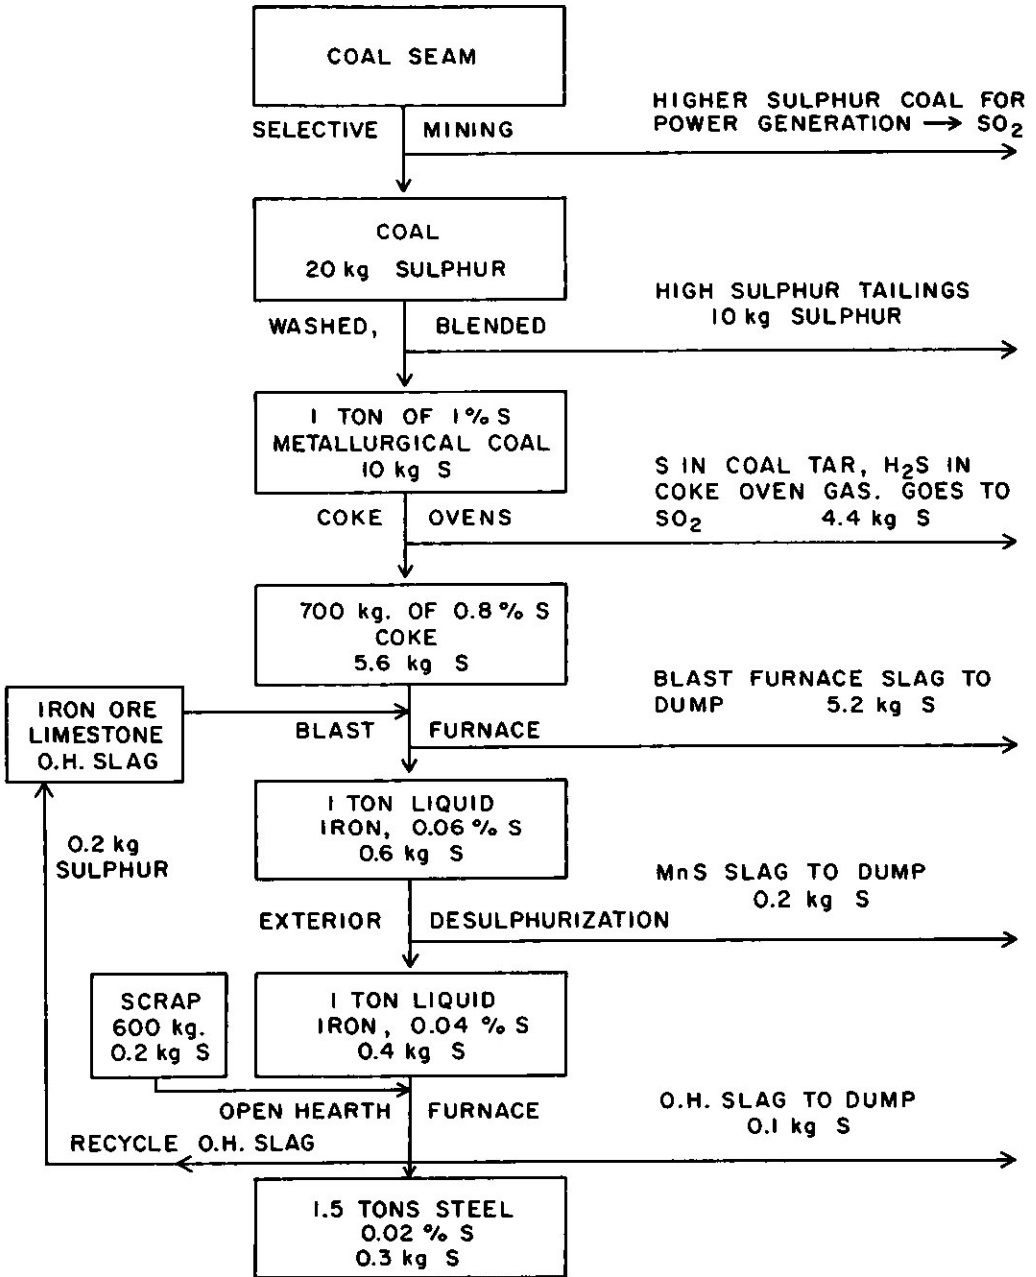 COAL SEAM
SELECTIVE MINING
HIGHER SULPHUR COAL FOR
POWER GENERATION → SO2
COAL
20 kg SULPHUR
WASHED, BLENDED
HIGH SULPHUR TAILINGS
10 kg SULPHUR
1 TON OF 1% S
METALLURGICAL COAL
10 kg S
COKE OVENS
S IN COAL TAR, H2S IN
COKE OVEN GAS. GOES TO
SO2 4.4 kg S
700 kg. OF 0.8% S
COKE
5.6 kg S
IRON ORE
LIMESTONE
O.H. SLAG
BLAST FURNACE
BLAST FURNACE SLAG TO
DUMP 5.2 kg S
1 TON LIQUID
IRON, 0.06% S
0.6 kg S
0.2 kg
SULPHUR
EXTERIOR DESULPHURIZATION
MnS SLAG TO DUMP
0.2 kg S
SCRAP
600 kg.
0.2 kg S
1 TON LIQUID
IRON, 0.04 % S
0.4 kg S
OPEN HEARTH FURNACE
O.H. SLAG TO DUMP
0.1 kg S
RECYCLE O.H. SLAG
1.5 TONS STEEL
0.02 % S
0.3 kg S